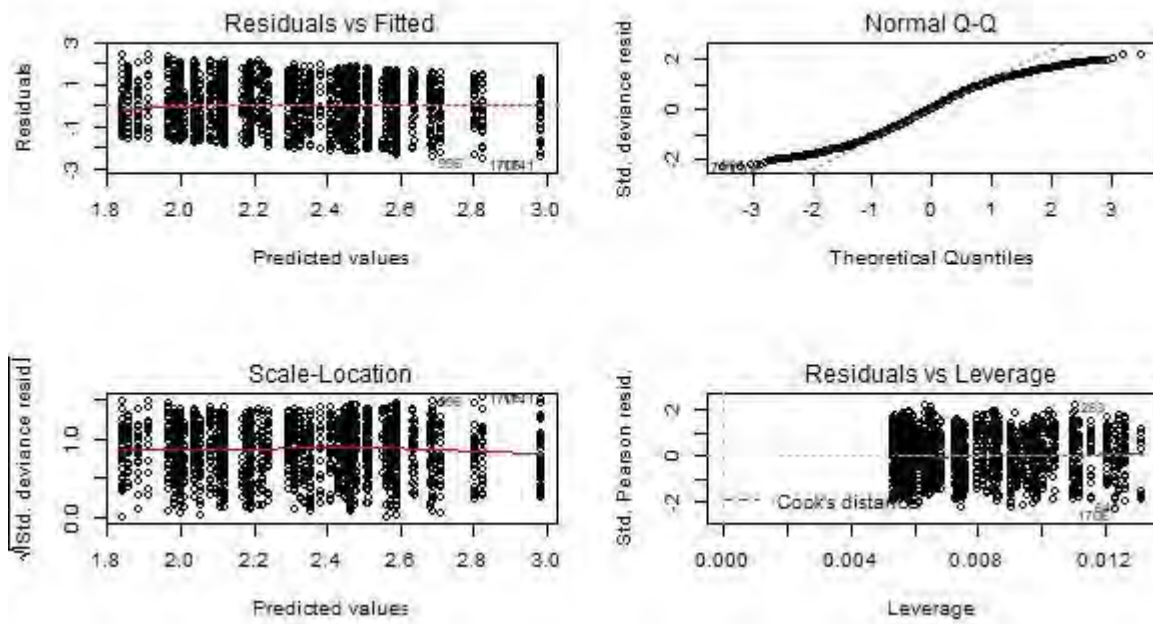 Residuals vs Fitted
Residuals
3
1
-1
-3
996
1.8 2.0 2.2 2.4 2.6 2.8 3.0
Predicted values
Normal Q-Q
Std. deviance resid
2
0
-2
-3 -2 -1 0 1 2 3
Theoretical Quantiles
Scale-Location
√|Std. deviance resid|
1.0
0.0
1.8 2.0 2.2 2.4 2.6 2.8 3.0
Predicted values
Residuals vs Leverage
Std. Pearson resid.
2
0
-2
263
Cook's distance
0.000 0.004 0.008 0.012
Leverage